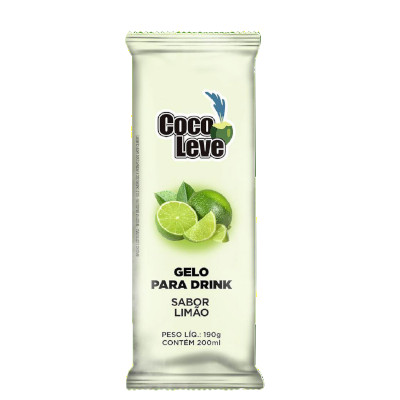 Coco
Leve
GELO
PARA DRINK
SABOR
LIMÃO
PESO LÍQ.: 190g
CONTÉM 200ml